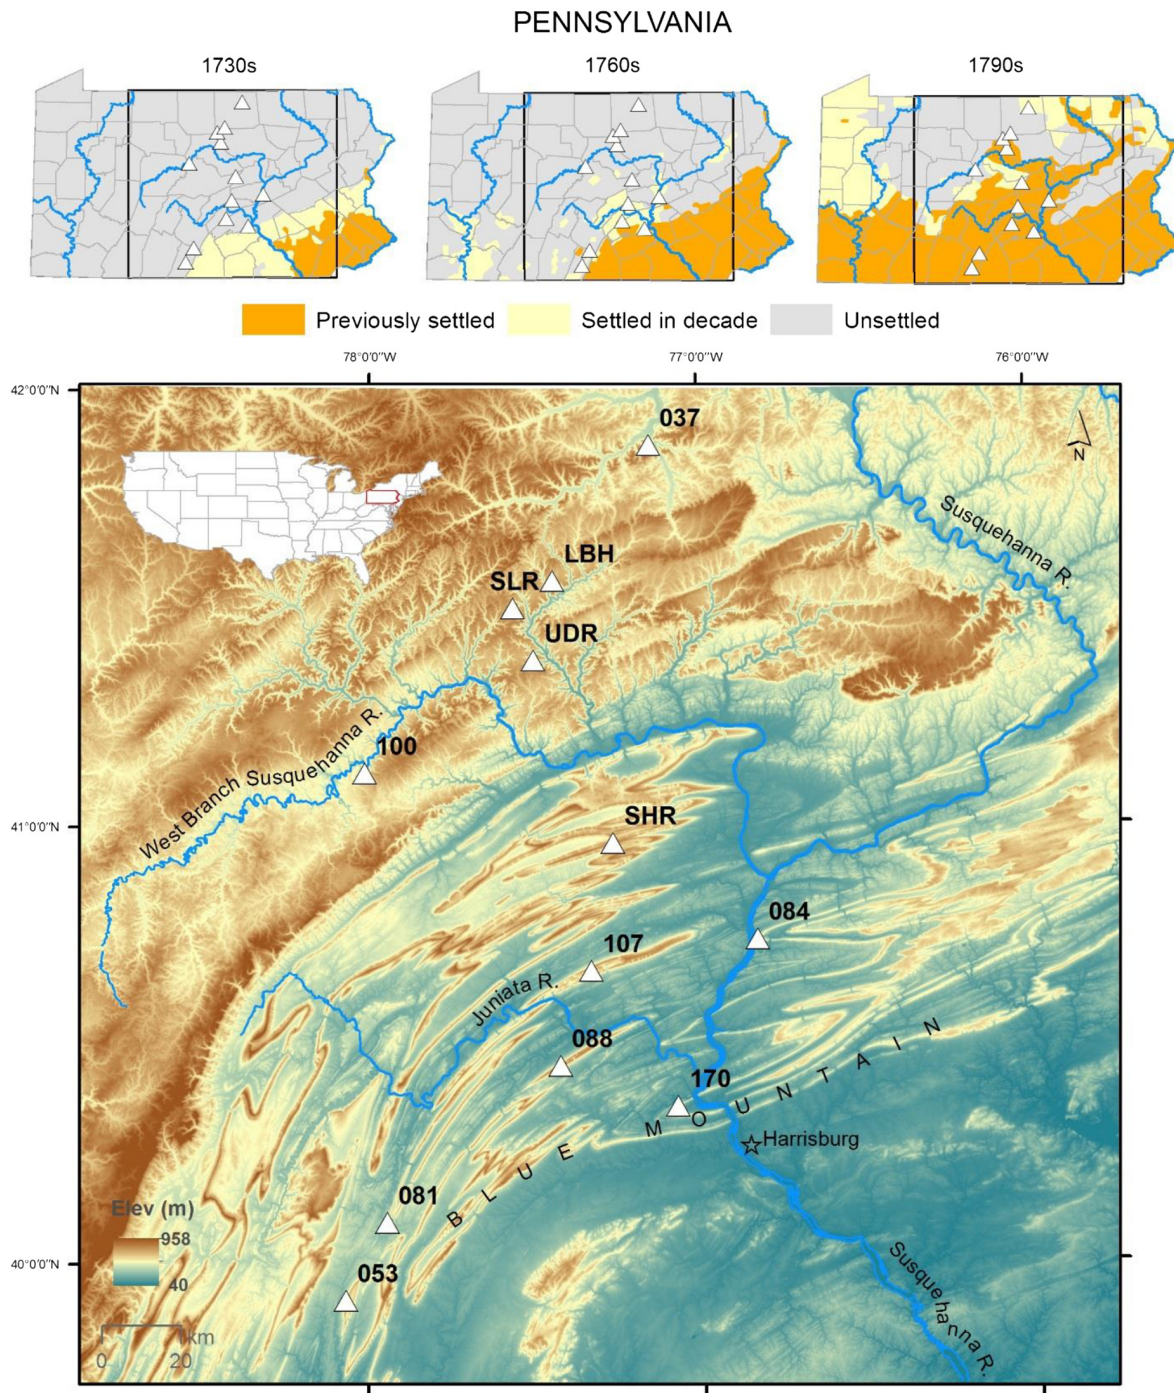 PENNSYLVANIA
1730s
1760s
1790s
Previously settled
Settled in decade
Unsettled
78°0'0"W
77°0'0"W
76°0'0"W
42°0'0"N
037
N
Susquehanna R.
LBH
SLR
UDR
100
West Branch Susquehanna R.
41°0'0"N
SHR
084
107
Juniata R.
088
170
BLUE MOUNTAIN
Harrisburg
081
Elev (m)
958
40
40°0'0"N
053
km
0 20
Susquehanna R.